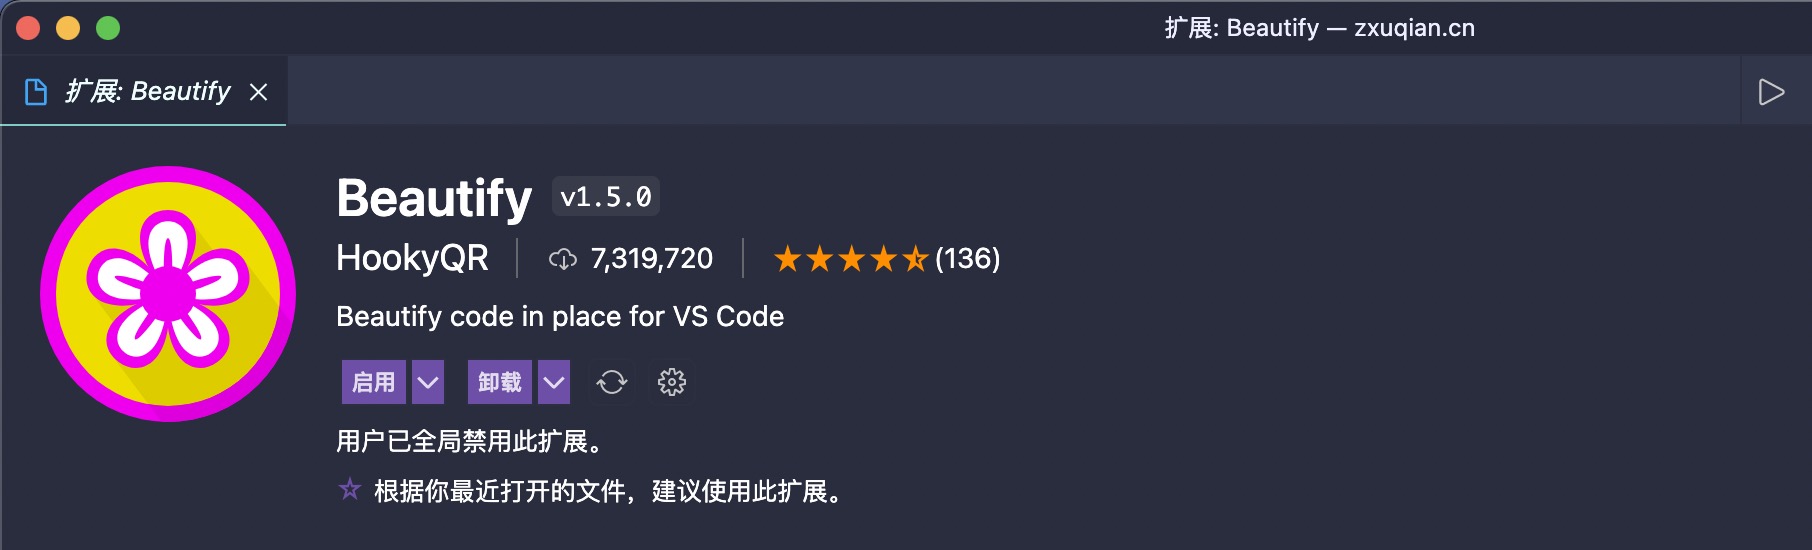 扩展: Beautify — zxuqian.cn
扩展: Beautify
Beautify v1.5.0
HookyQR 7,319,720 (136)
Beautify code in place for VS Code
启用 卸载
用户已全局禁用此扩展。
根据你最近打开的文件，建议使用此扩展。